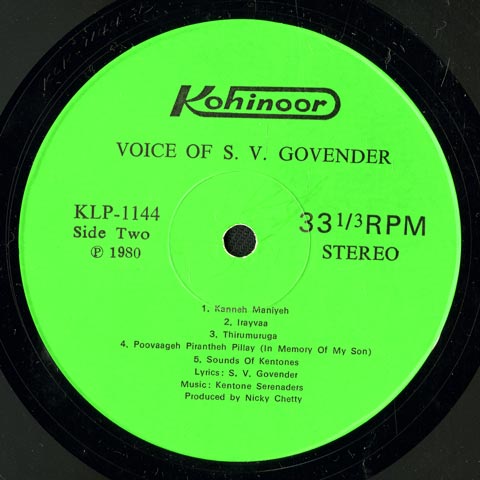 Kohinoor
VOICE OF S. V. GOVENDER
KLP-1144
Side Two
℗ 1980
33 1/3 RPM
STEREO
1. Kanneh Maniyeh
2. Irayvaa
3. Thirumuruga
4. Poovaageh Pirantheh Pillay (In Memory Of My Son)
5. Sounds Of Kentones
Lyrics: S. V. Govender
Music: Kentone Serenaders
Produced by Nicky Chetty